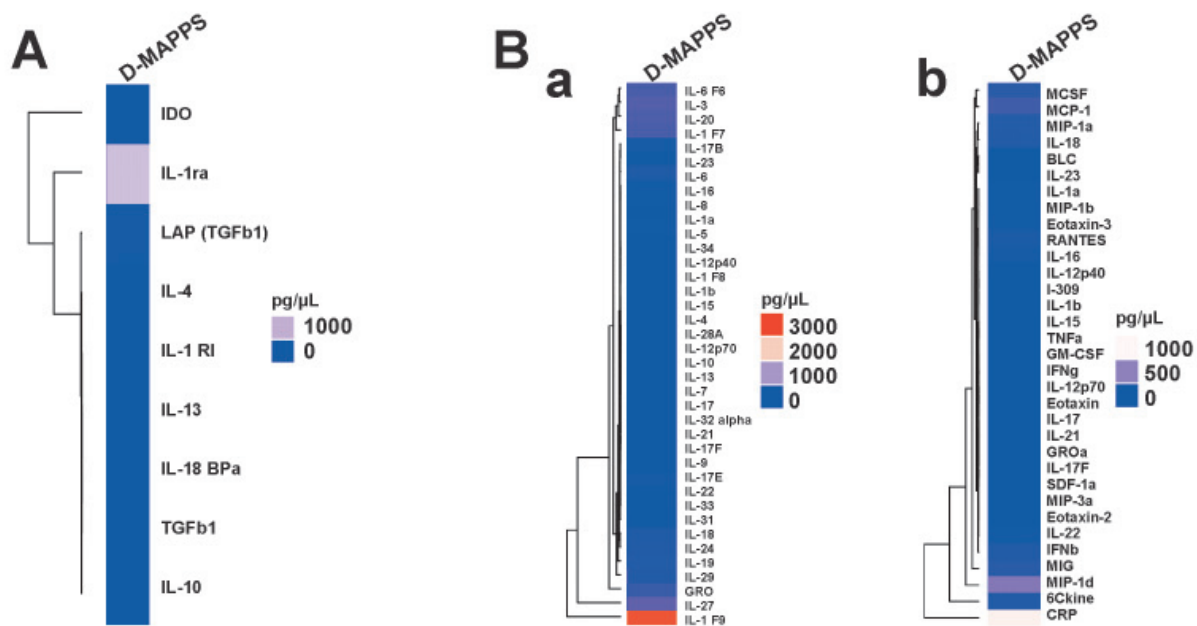 A
D-MAPPS
IDO
IL-1ra
LAP (TGFb1)
IL-4
IL-1 RI
IL-13
IL-18 BPa
TGFb1
IL-10
pg/µL
1000
0
B
a
D-MAPPS
IL-6 F6
IL-3
IL-20
IL-1 F7
IL-17B
IL-23
IL-6
IL-16
IL-8
IL-1a
IL-5
IL-34
IL-12p40
IL-1 F8
IL-1b
IL-15
IL-4
IL-28A
IL-12p70
IL-10
IL-13
IL-7
IL-17
IL-32 alpha
IL-21
IL-17F
IL-9
IL-17E
IL-22
IL-33
IL-31
IL-18
IL-24
IL-19
IL-29
GRO
IL-27
IL-1 F9
pg/µL
3000
2000
1000
0
b
D-MAPPS
MCSF
MCP-1
MIP-1a
IL-18
BLC
IL-23
IL-1a
MIP-1b
Eotaxin-3
RANTES
IL-16
IL-12p40
I-309
IL-1b
IL-15
TNFa
GM-CSF
IFNg
IL-12p70
Eotaxin
IL-17
IL-21
GROa
IL-17F
SDF-1a
MIP-3a
Eotaxin-2
IL-22
IFNb
MIG
MIP-1d
6Ckine
CRP
pg/µL
1000
500
0